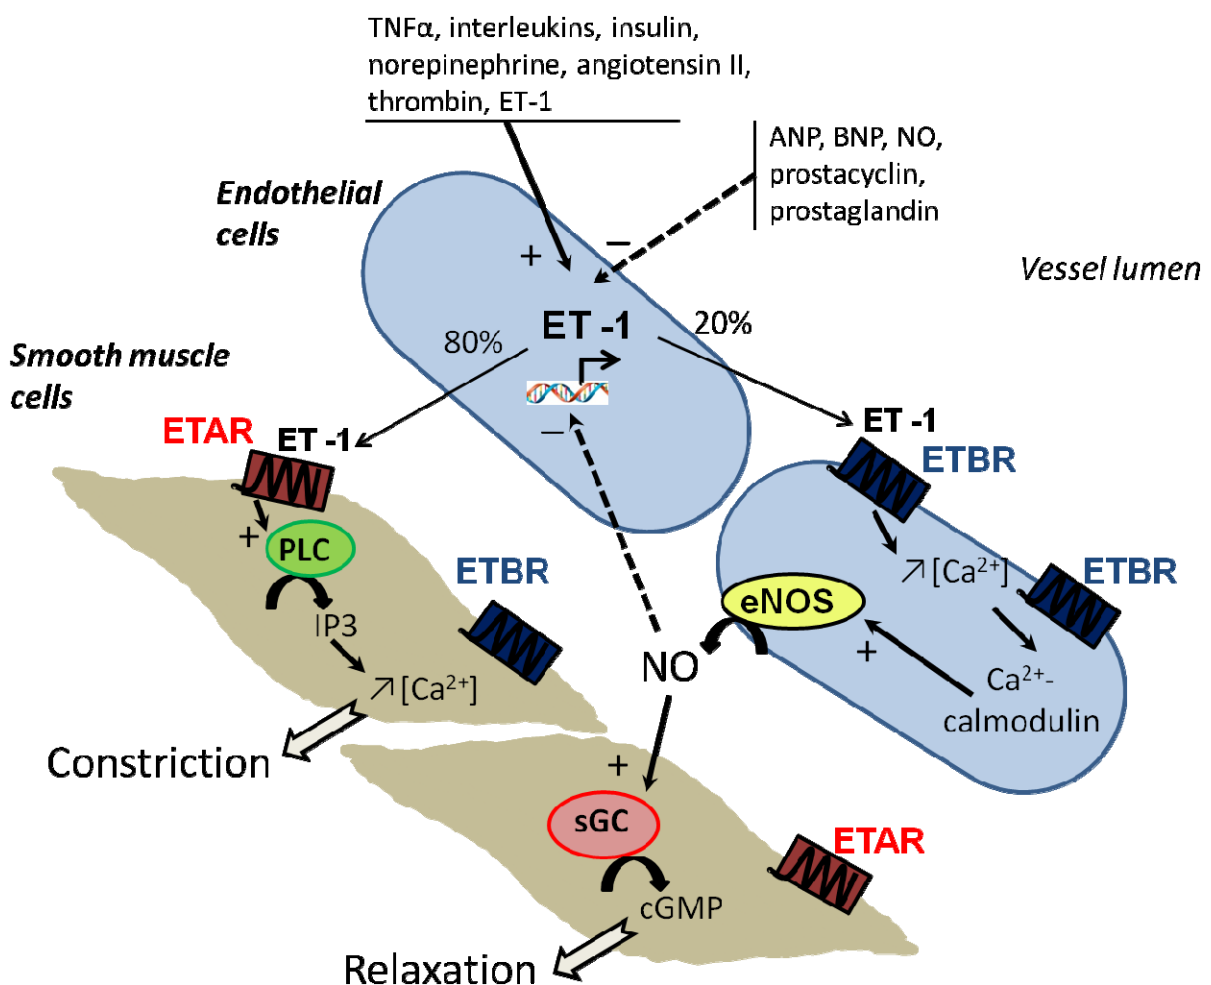 TNFα, interleukins, insulin,
norepinephrine, angiotensin II,
thrombin, ET-1
ANP, BNP, NO,
prostacyclin,
prostaglandin
Endothelial
cells
Vessel lumen
+
–
ET -1
80%
20%
Smooth muscle
cells
–
ETAR
ET -1
ET -1
ETBR
+
PLC
IP3
↗[Ca²⁺]
ETBR
Constriction
↗[Ca²⁺]
ETBR
eNOS
+
Ca²⁺-
calmodulin
NO
+
sGC
cGMP
ETAR
Relaxation